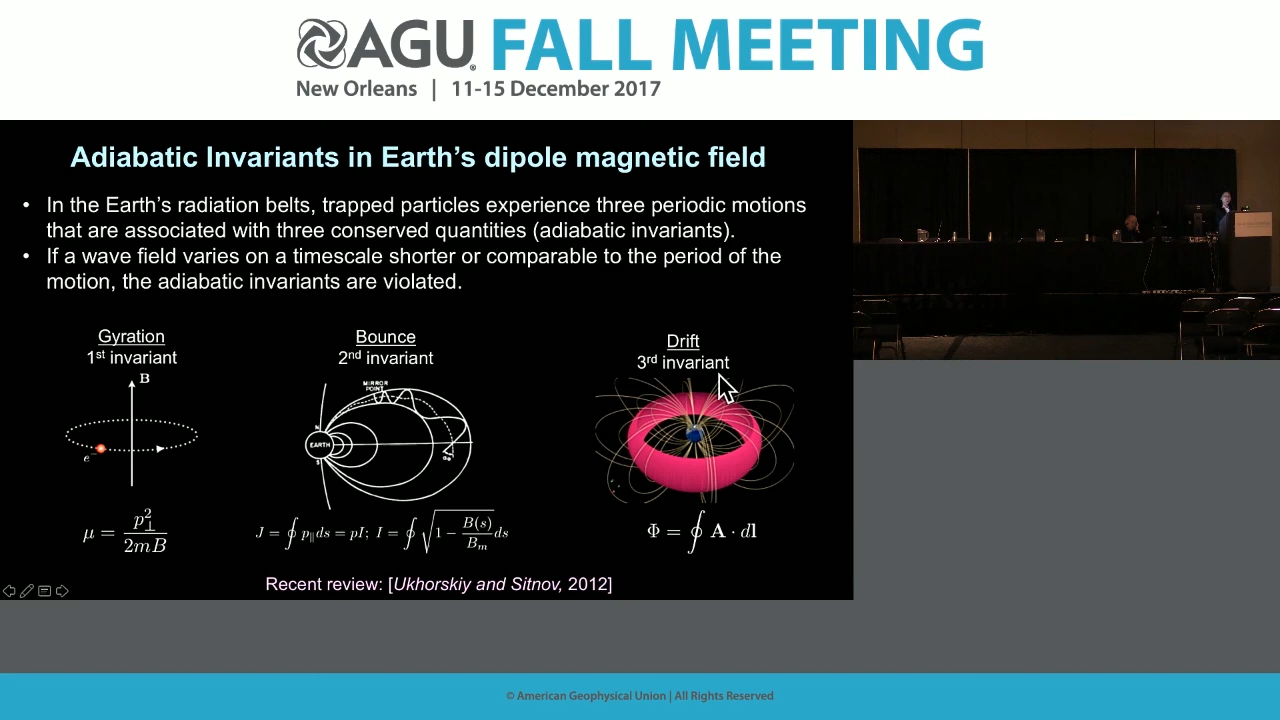 AGU FALL MEETING
New Orleans | 11-15 December 2017
Adiabatic Invariants in Earth's dipole magnetic field
• In the Earth's radiation belts, trapped particles experience three periodic motions
that are associated with three conserved quantities (adiabatic invariants).
• If a wave field varies on a timescale shorter or comparable to the period of the
motion, the adiabatic invariants are violated.
Gyration
1st invariant
B
e⁻
μ = p⊥² / 2mB
Bounce
2nd invariant
MIRROR
POINT
N
EARTH
S
J = ∮ p∥ds = pI; I = ∮ √(1 − B(s)/Bm) ds
Drift
3rd invariant
Φ = ∮ A · dl
Recent review: [Ukhorskiy and Sitnov, 2012]
© American Geophysical Union | All Rights Reserved